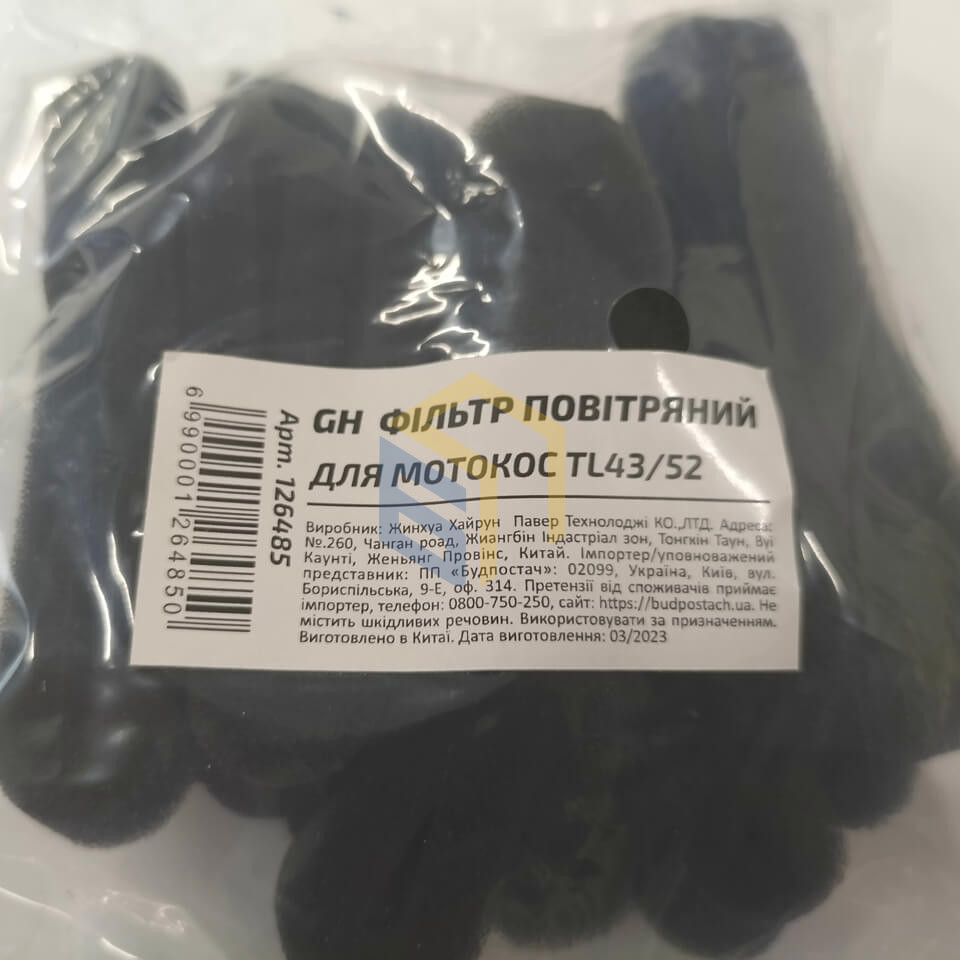 GH ФІЛЬТР ПОВІТРЯНИЙ
ДЛЯ МОТОКОС TL43/52
Виробник: Жинхуа Хайрун Павер Технолоджі КО.,ЛТД. Адреса:
№.260, Чанган роад, Жиангбін Індастріал зон, Тонгкін Таун, Вуі
Каунті, Женьянг Провінс, Китай. Імпортер/уповноважений
представник: ПП «Будпостач»: 02099, Україна, Київ, вул.
Бориспільська, 9-Е, оф. 314. Претензії від споживачів приймає
імпортер, телефон: 0800-750-250, сайт: https://budpostach.ua. Не
містить шкідливих речовин. Використовувати за призначенням.
Виготовлено в Китаї. Дата виготовлення: 03/2023
Арт. 126485
6990001264850